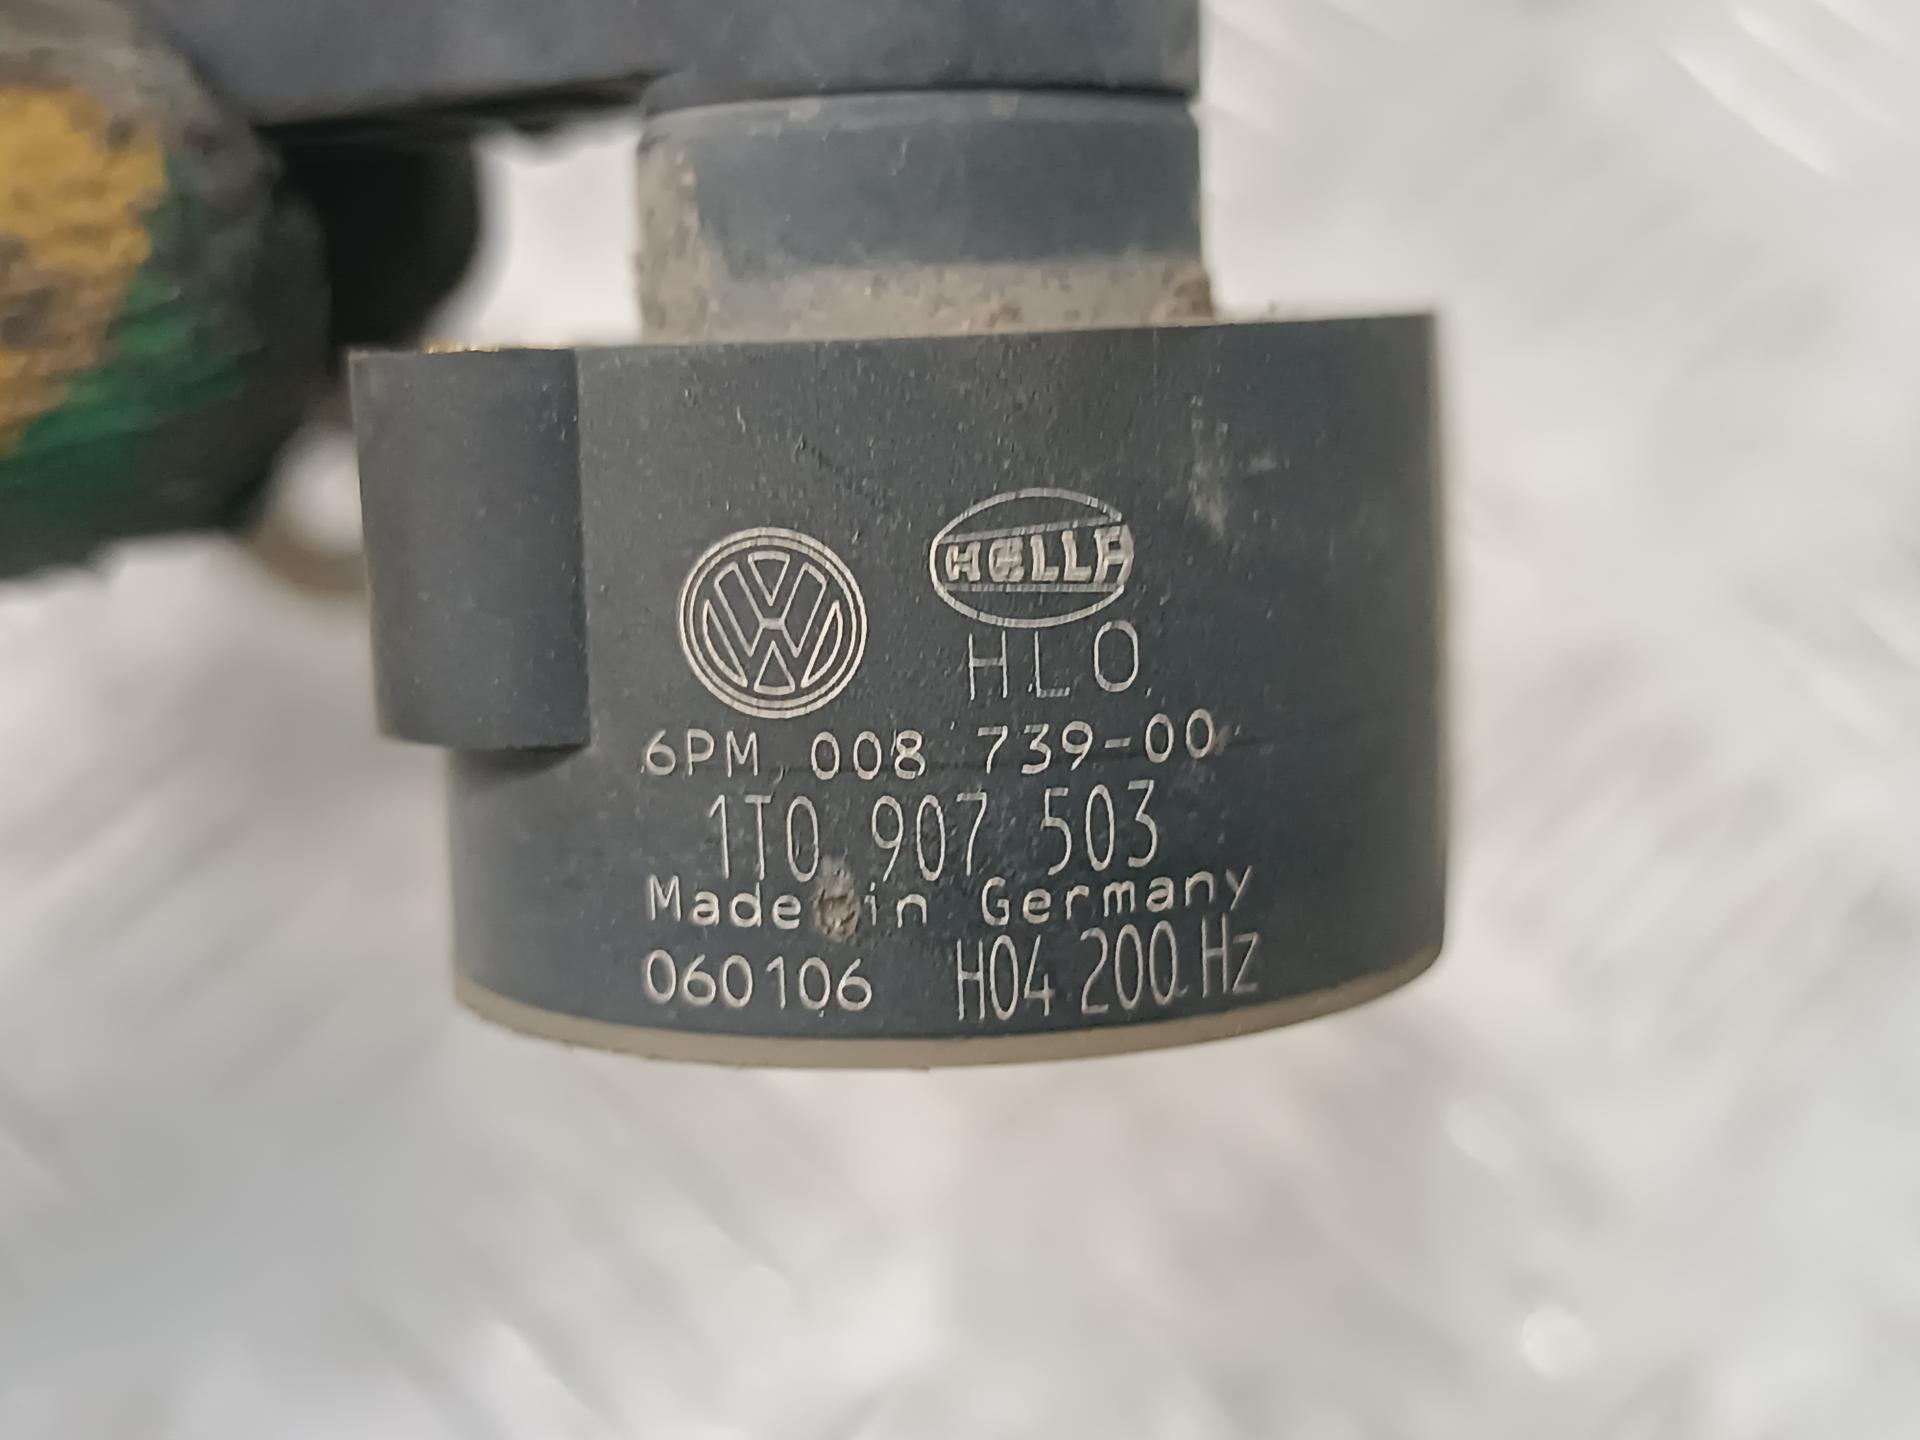 HELLA
HLO
6PM 008 739-00
1T0 907 503
Made in Germany
060106 H04 200 Hz